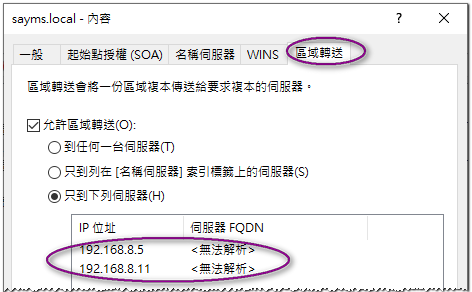 sayms.local - 內容
一般 起始點授權 (SOA) 名稱伺服器 WINS 區域轉送
區域轉送會將一份區域複本傳送給要求複本的伺服器。
允許區域轉送(O):
到任何一台伺服器(T)
只到列在 [名稱伺服器] 索引標籤上的伺服器(S)
只到下列伺服器(H)
IP 位址 伺服器 FQDN
192.168.8.5 <無法解析>
192.168.8.11 <無法解析>